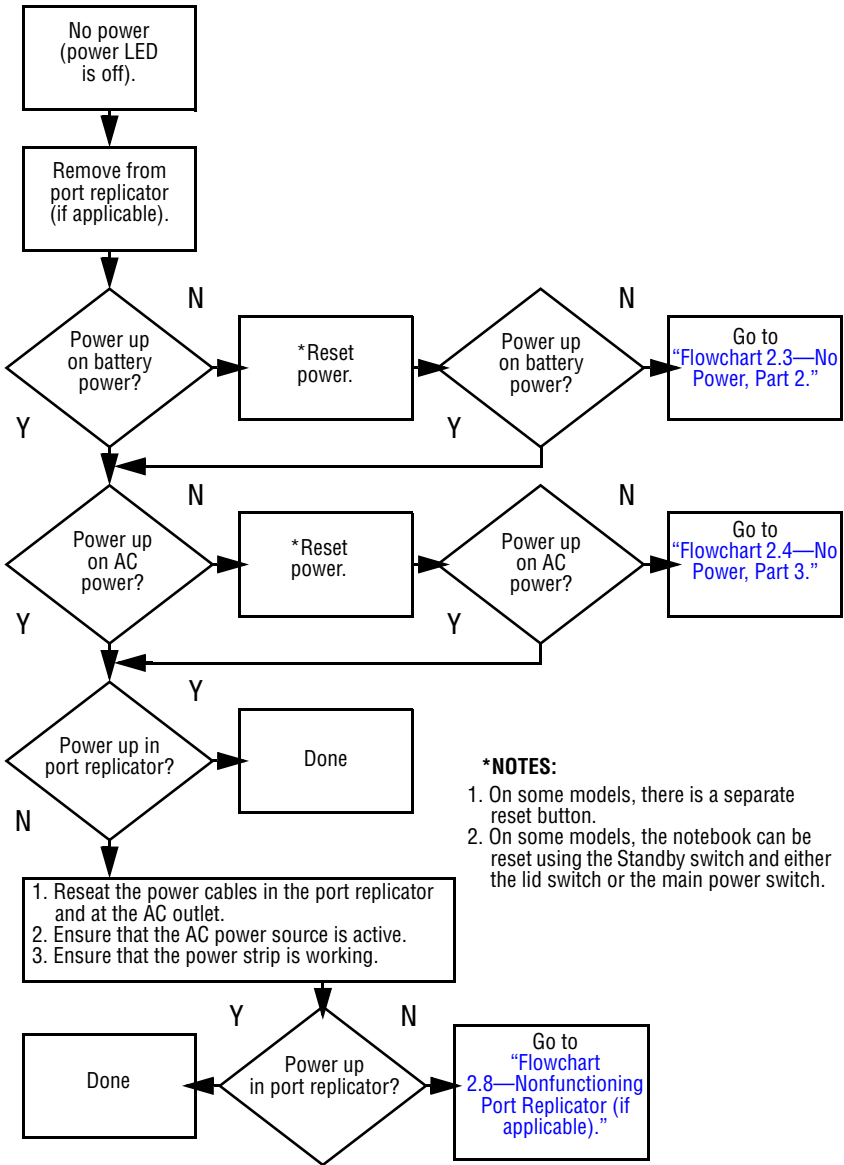 No power
(power LED
is off).
Remove from
port replicator
(if applicable).
N
N
Power up
on battery
power?
*Reset
power.
Power up
on battery
power?
Go to
“Flowchart 2.3—No
Power, Part 2.”
Y
Y
N
N
Power up
on AC
power?
*Reset
power.
Power up
on AC
power?
Go to
“Flowchart 2.4—No
Power, Part 3.”
Y
Y
Y
Power up in
port replicator?
Done
N
*NOTES:
1. On some models, there is a separate
reset button.
2. On some models, the notebook can be
reset using the Standby switch and either
the lid switch or the main power switch.
1. Reseat the power cables in the port replicator
and at the AC outlet.
2. Ensure that the AC power source is active.
3. Ensure that the power strip is working.
Y
N
Done
Power up
in port replicator?
Go to
“Flowchart
2.8—Nonfunctioning
Port Replicator (if
applicable).”